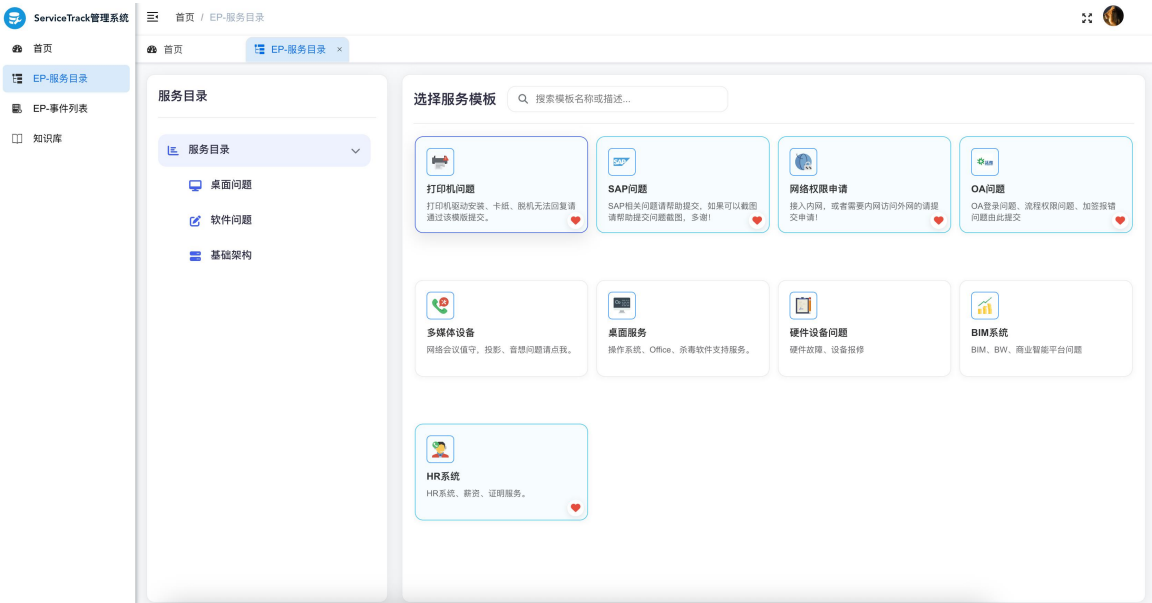 ServiceTrack管理系统
首页
EP-服务目录
EP-事件列表
知识库
首页 / EP-服务目录
首页
EP-服务目录 ×
服务目录
服务目录
桌面问题
软件问题
基础架构
选择服务模板
搜索模板名称或描述...
打印机问题
打印机驱动安装、卡纸、脱机无法回复请
通过该模版提交。
SAP
SAP问题
SAP相关问题请帮助提交，如果可以截图
请帮助提交问题截图，多谢!
网络权限申请
接入内网，或者需要内网访问外网的请提
交申请!
OA问题
OA登录问题、流程权限问题、加签报错
问题由此提交
多媒体设备
网络会议值守，投影、音想问题请点我。
桌面服务
操作系统、Office、杀毒软件支持服务。
硬件设备问题
硬件故障、设备报修
BIM系统
BIM、BW、商业智能平台问题
HR系统
HR系统、薪资、证明服务。